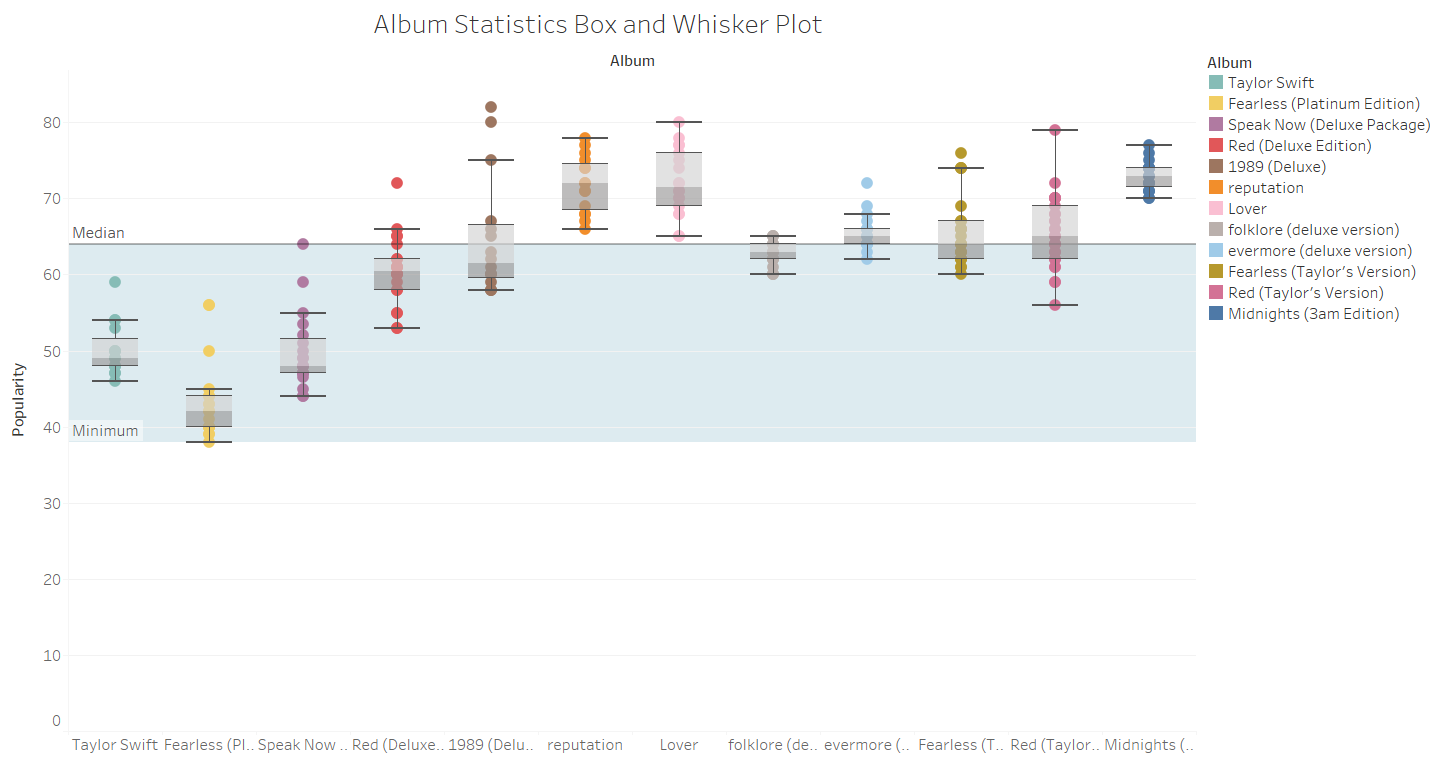 Album Statistics Box and Whisker Plot
Album
Album
Taylor Swift
Fearless (Platinum Edition)
Speak Now (Deluxe Package)
Red (Deluxe Edition)
1989 (Deluxe)
reputation
Lover
folklore (deluxe version)
evermore (deluxe version)
Fearless (Taylor’s Version)
Red (Taylor’s Version)
Midnights (3am Edition)
Popularity
80
70
Median
60
50
40
Minimum
30
20
10
0
Taylor Swift Fearless (Pl.. Speak Now .. Red (Deluxe.. 1989 (Delu.. reputation Lover folklore (de.. evermore (.. Fearless (T.. Red (Taylor.. Midnights (..